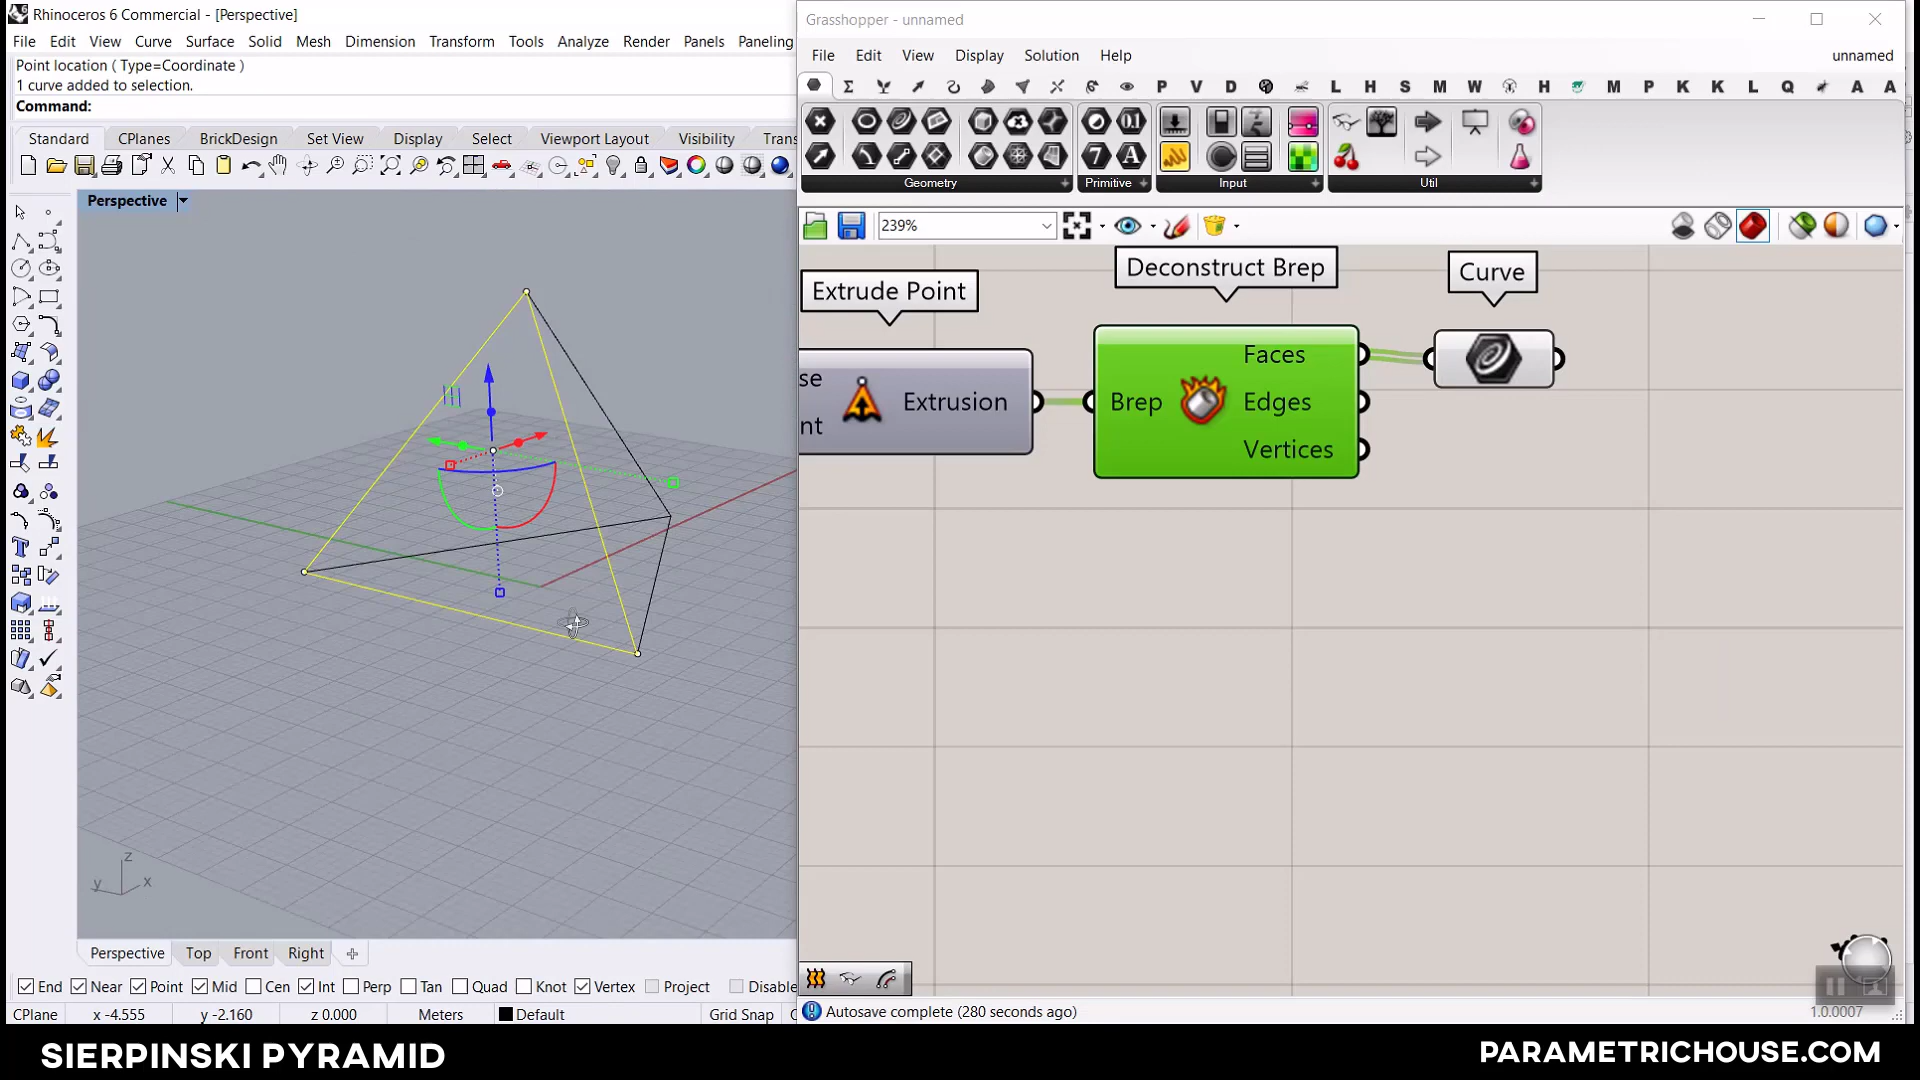 Rhinoceros 6 Commercial - [Perspective]
File Edit View Curve Surface Solid Mesh Dimension Transform Tools Analyze Render Panels Paneling
Point location ( Type=Coordinate )
1 curve added to selection.
Command:
Standard CPlanes BrickDesign Set View Display Select Viewport Layout Visibility Trans
Perspective
z
y x
Perspective Top Front Right
End Near Point Mid Cen Int Perp Tan Quad Knot Vertex Project Disable
CPlane x -4.555 y -2.160 z 0.000 Meters Default Grid Snap
Grasshopper - unnamed
File Edit View Display Solution Help unnamed
P V D L H S M W H M P K K L Q A A
Geometry Primitive Input Util
239%
Extrude Point
Deconstruct Brep
Curve
se
nt
Extrusion
Brep
Faces
Edges
Vertices
Autosave complete (280 seconds ago)
1.0.0007
SIERPINSKI PYRAMID
PARAMETRICHOUSE.COM